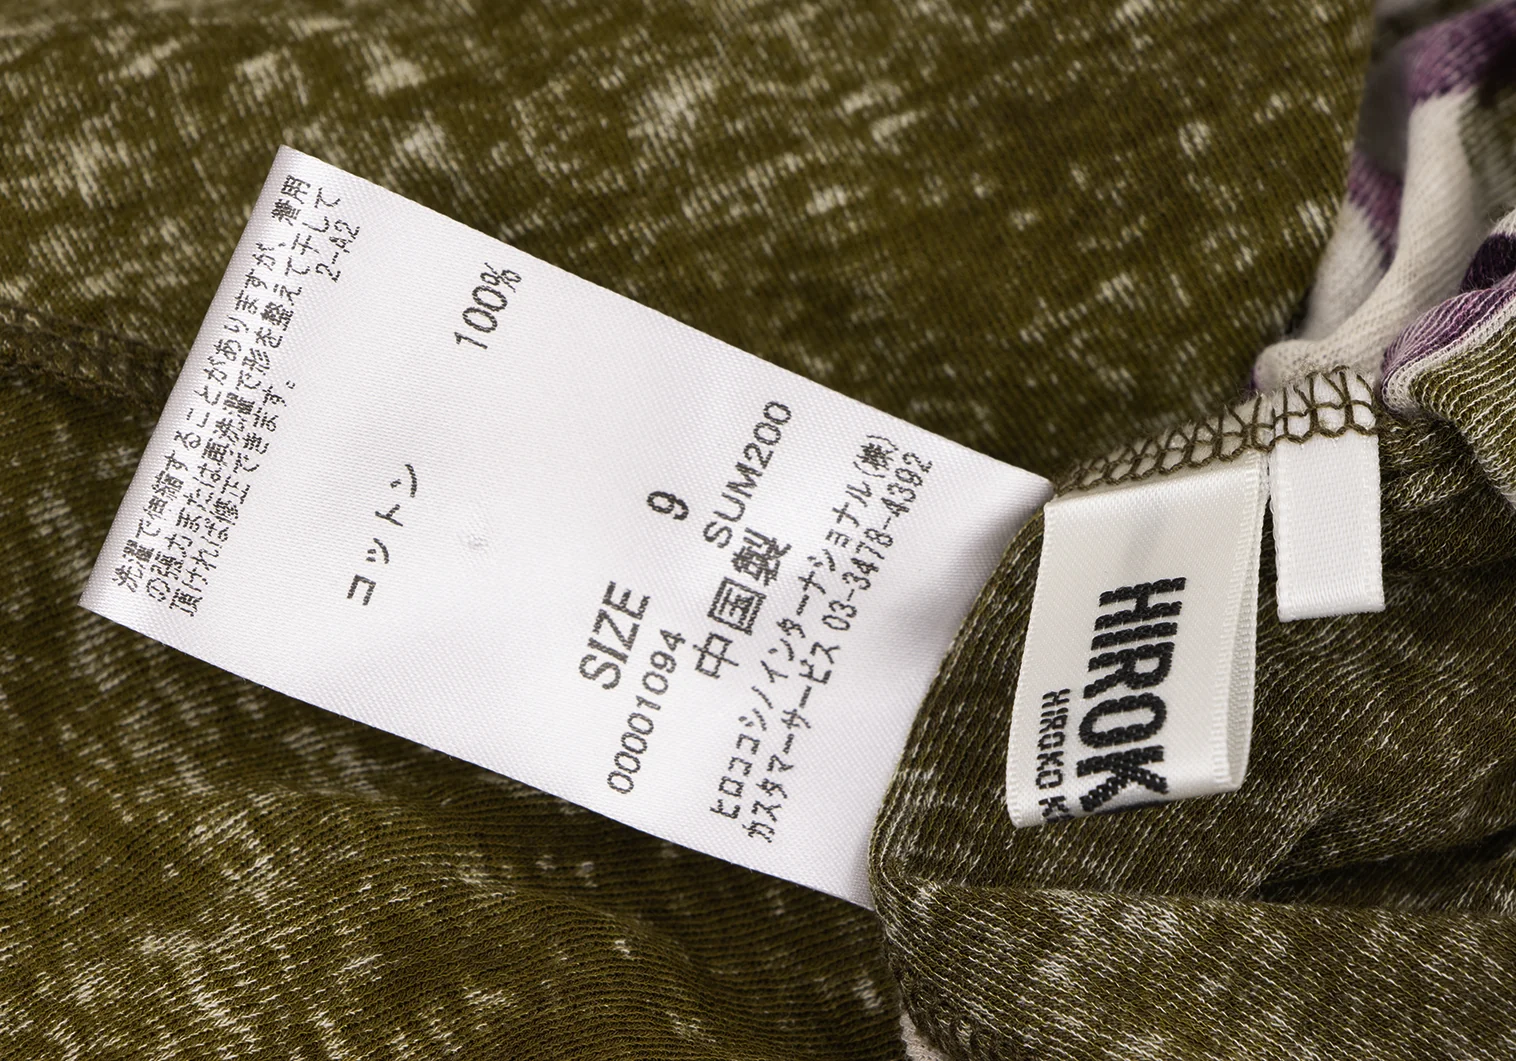 洗濯で伸縮することがありますが、着用
の張力または再洗濯で形を整えて干して
頂ければ修正できます。 2-A2
コットン 100%
SIZE 9
00001094 SUM200
中国製
ヒロココシノインターナショナル(株)
カスタマーサービス 03-3478-4392
HIROK
HIROKO K